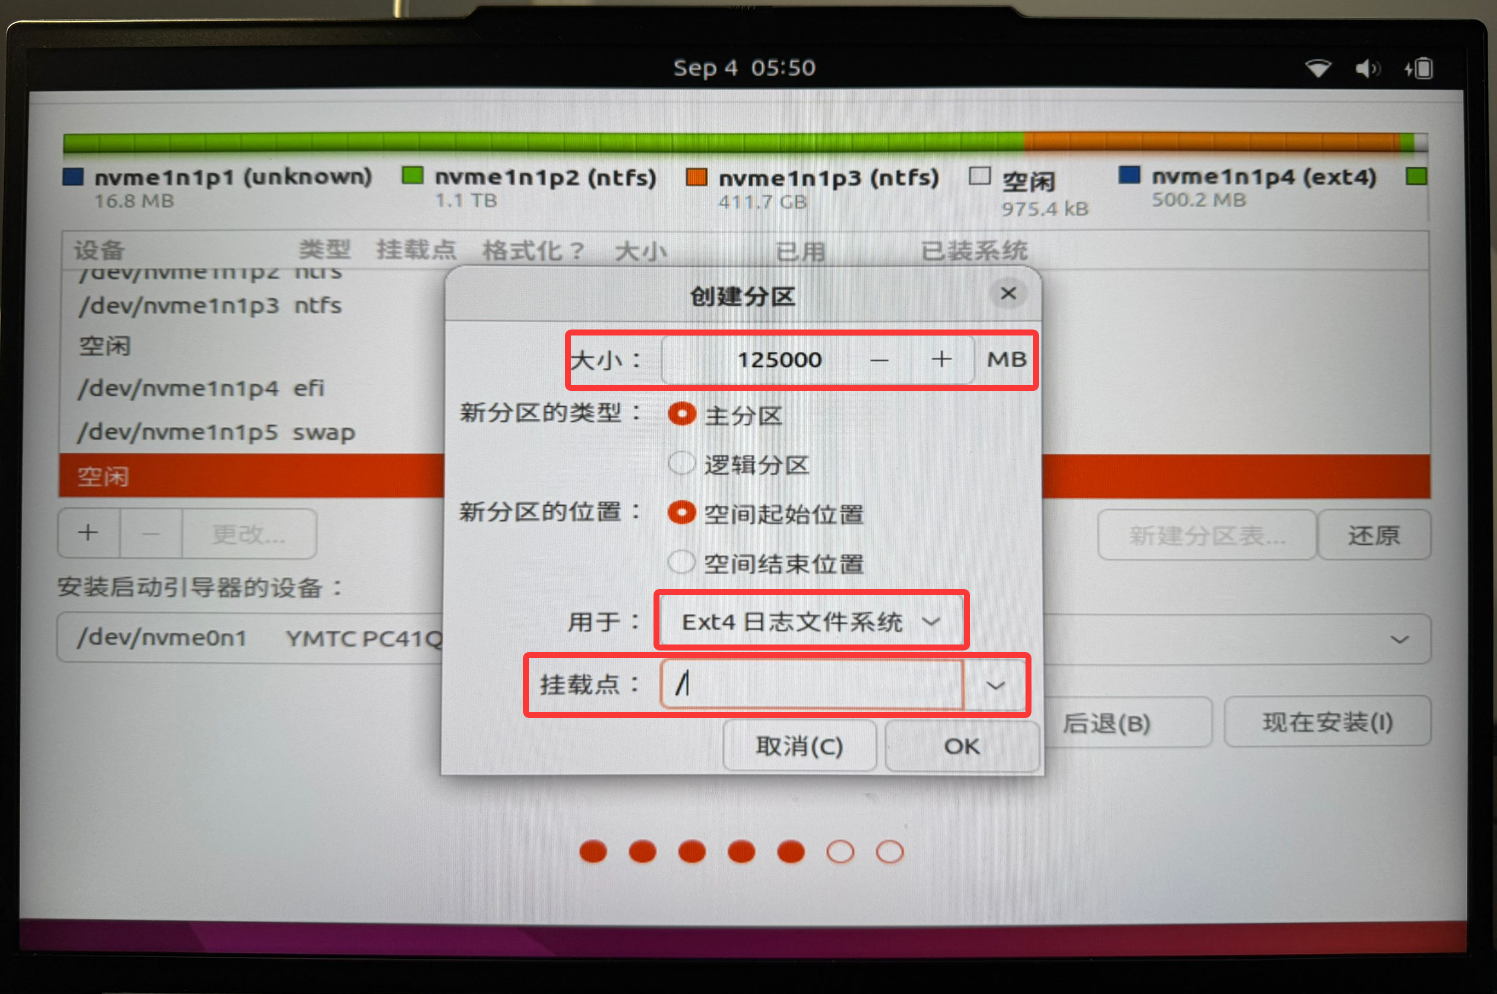 Sep 4 05:50
nvme1n1p1 (unknown)
16.8 MB
nvme1n1p2 (ntfs)
1.1 TB
nvme1n1p3 (ntfs)
411.7 GB
空闲
975.4 kB
nvme1n1p4 (ext4)
500.2 MB
设备 类型 挂载点 格式化？ 大小 已用 已装系统
/dev/nvme1n1p2 ntfs
/dev/nvme1n1p3 ntfs
空闲
/dev/nvme1n1p4 efi
/dev/nvme1n1p5 swap
空闲
+ − 更改...
新建分区表... 还原
安装启动引导器的设备：
/dev/nvme0n1 YMTC PC41Q
后退(B) 现在安装(I)
创建分区 ×
大小： 125000 − + MB
新分区的类型： 主分区
逻辑分区
新分区的位置： 空间起始位置
空间结束位置
用于： Ext4 日志文件系统
挂载点： /
取消(C) OK